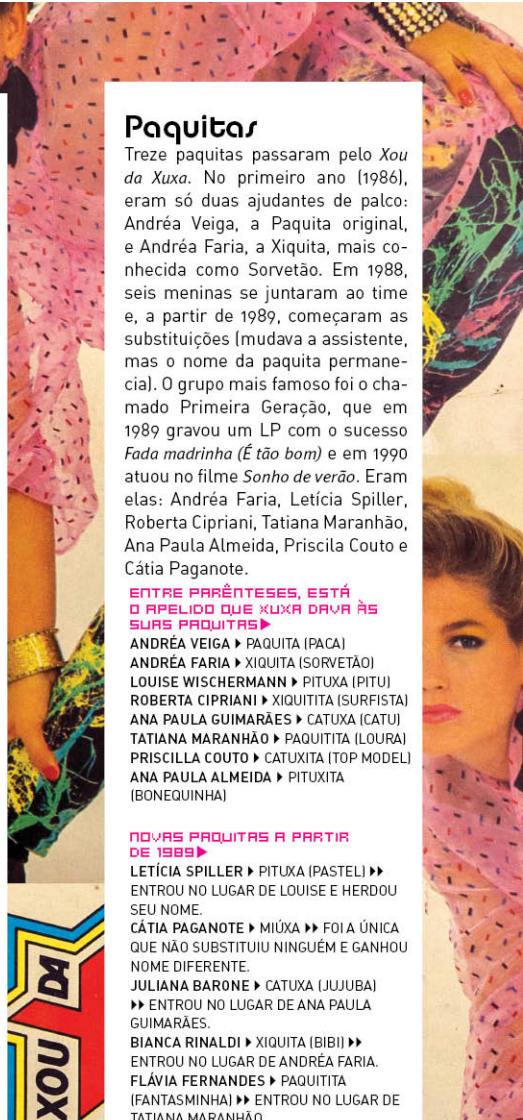 Paquitas
Treze paquitas passaram pelo Xou
da Xuxa. No primeiro ano (1986),
eram só duas ajudantes de palco:
Andréa Veiga, a Paquita original,
e Andréa Faria, a Xiquita, mais co-
nhecida como Sorvetão. Em 1988,
seis meninas se juntaram ao time
e, a partir de 1989, começaram as
substituições (mudava a assistente,
mas o nome da paquita permane-
cia). O grupo mais famoso foi o cha-
mado Primeira Geração, que em
1989 gravou um LP com o sucesso
Fada madrinha (É tão bom) e em 1990
atuou no filme Sonho de verão. Eram
elas: Andréa Faria, Letícia Spiller,
Roberta Cipriani, Tatiana Maranhão,
Ana Paula Almeida, Priscila Couto e
Cátia Paganote.
ENTRE PARÊNTESES, ESTÁ
O APELIDO QUE XUXA DAVA ÀS
SUAS PAQUITAS▶
ANDRÉA VEIGA ▶ PAQUITA (PACA)
ANDRÉA FARIA ▶ XIQUITA (SORVETÃO)
LOUISE WISCHERMANN ▶ PITUXA (PITU)
ROBERTA CIPRIANI ▶ XIQUITITA (SURFISTA)
ANA PAULA GUIMARÃES ▶ CATUXA (CATU)
TATIANA MARANHÃO ▶ PAQUITITA (LOURA)
PRISCILLA COUTO ▶ CATUXITA (TOP MODEL)
ANA PAULA ALMEIDA ▶ PITUXITA
(BONEQUINHA)
NOVAS PAQUITAS A PARTIR
DE 1989▶
LETÍCIA SPILLER ▶ PITUXA (PASTEL) ▶▶
ENTROU NO LUGAR DE LOUISE E HERDOU
SEU NOME.
CÁTIA PAGANOTE ▶ MIÚXA ▶▶ FOI A ÚNICA
QUE NÃO SUBSTITUIU NINGUÉM E GANHOU
NOME DIFERENTE.
JULIANA BARONE ▶ CATUXA (JUJUBA)
▶▶ ENTROU NO LUGAR DE ANA PAULA
GUIMARÃES.
BIANCA RINALDI ▶ XIQUITA (BIBI) ▶▶
ENTROU NO LUGAR DE ANDRÉA FARIA.
FLÁVIA FERNANDES ▶ PAQUITITA
(FANTASMINHA) ▶▶ ENTROU NO LUGAR DE
TATIANA MARANHÃO
XOU DA